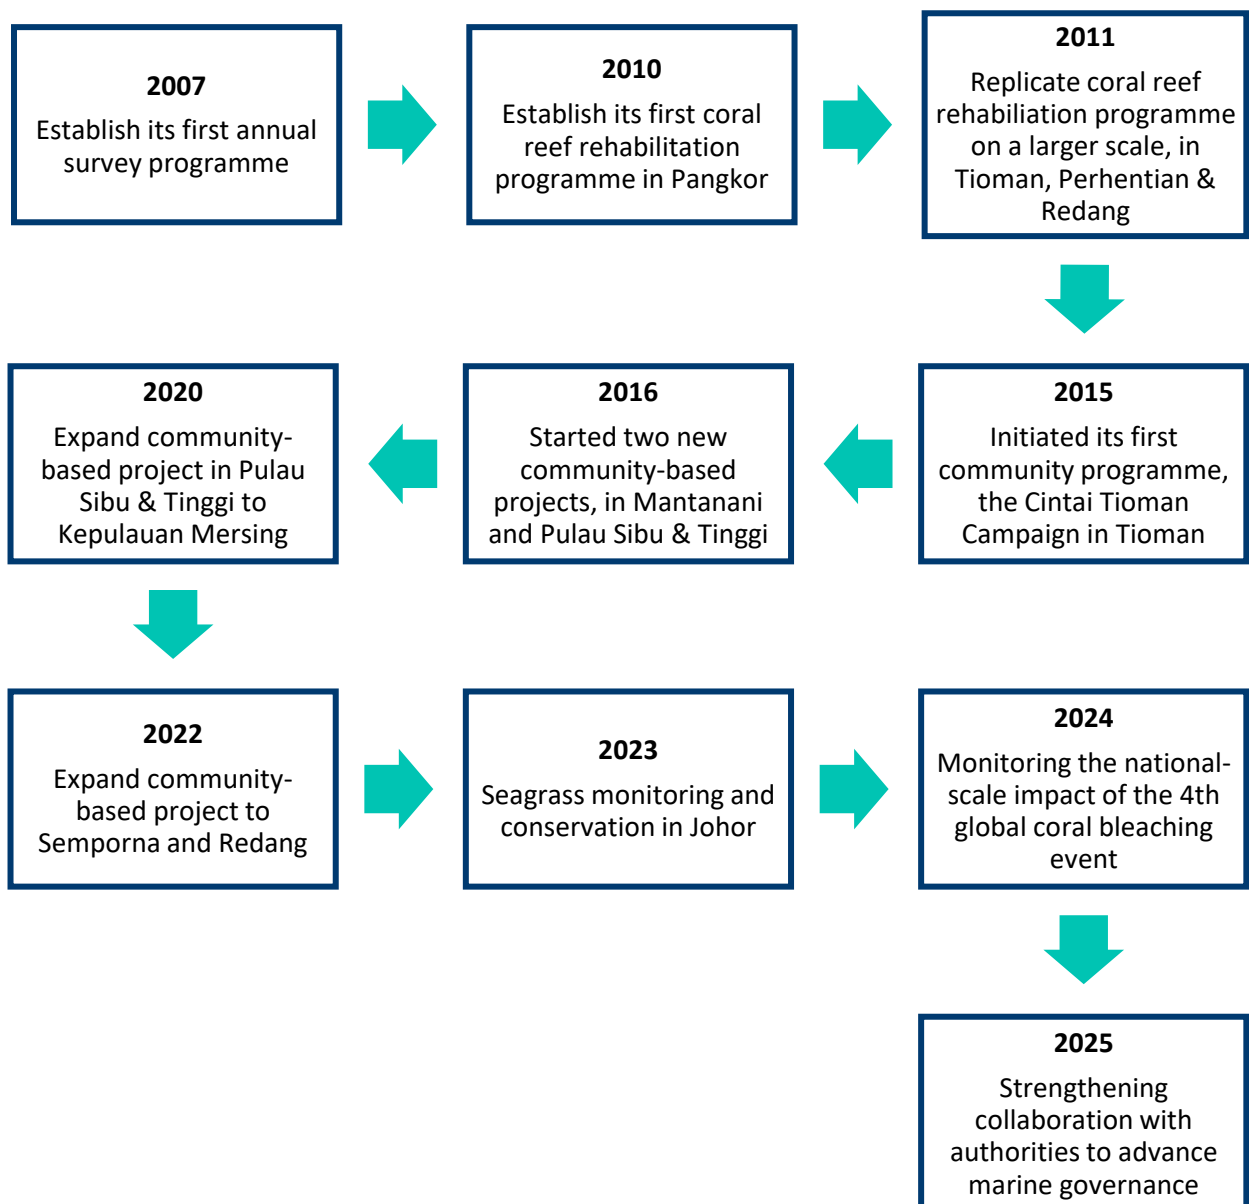 2007
Establish its first annual
survey programme
2010
Establish its first coral
reef rehabilitation
programme in Pangkor
2011
Replicate coral reef
rehabiliation programme
on a larger scale, in
Tioman, Perhentian &
Redang
2015
Initiated its first
community programme,
the Cintai Tioman
Campaign in Tioman
2016
Started two new
community-based
projects, in Mantanani
and Pulau Sibu & Tinggi
2020
Expand community-
based project in Pulau
Sibu & Tinggi to
Kepulauan Mersing
2022
Expand community-
based project to
Semporna and Redang
2023
Seagrass monitoring and
conservation in Johor
2024
Monitoring the national-
scale impact of the 4th
global coral bleaching
event
2025
Strengthening
collaboration with
authorities to advance
marine governance